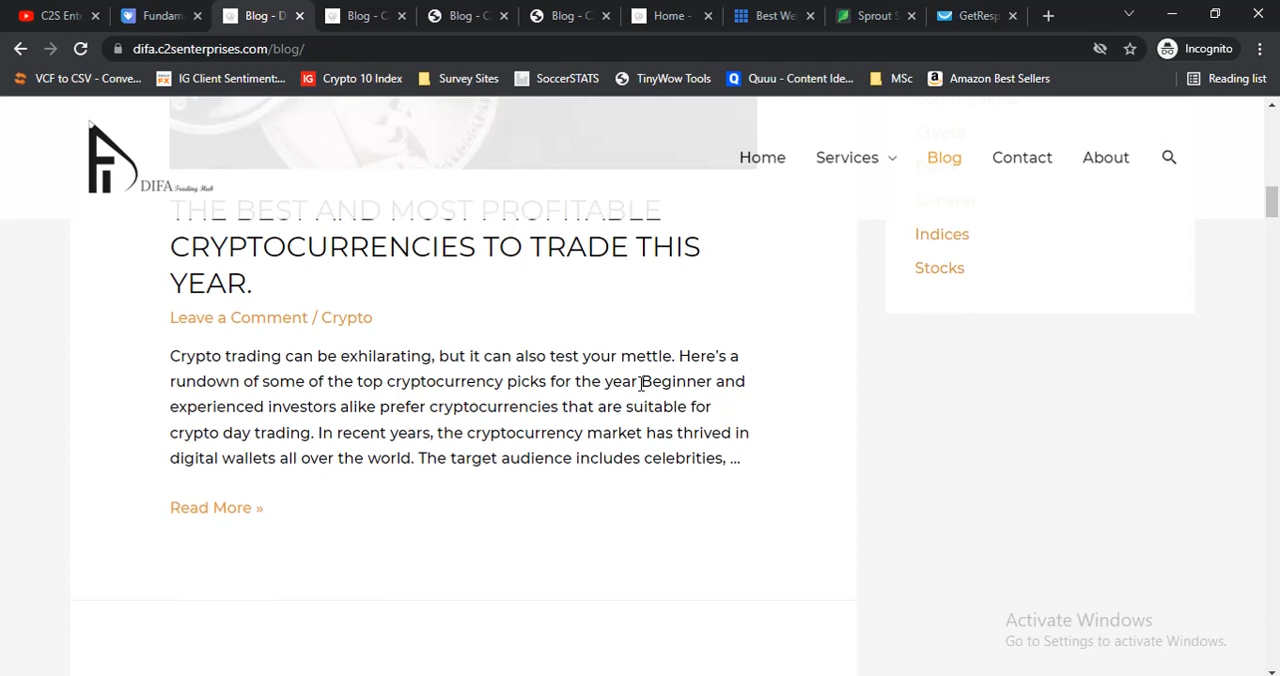 C2S Ente
Fundam
Blog - D
Blog - C
Blog - C2
Blog - C2
Home -
Best We
Sprout S
GetResp
difa.c2senterprises.com/blog/
Incognito
VCF to CSV - Conve...
IG Client Sentiment:...
Crypto 10 Index
Survey Sites
SoccerSTATS
TinyWow Tools
Quuu - Content Ide...
MSc
Amazon Best Sellers
Reading list
DIFA Trading Hub
Home
Services
Blog
Contact
About
Crypto
General
Indices
Stocks
THE BEST AND MOST PROFITABLE
CRYPTOCURRENCIES TO TRADE THIS
YEAR.
Leave a Comment / Crypto
Crypto trading can be exhilarating, but it can also test your mettle. Here’s a
rundown of some of the top cryptocurrency picks for the year Beginner and
experienced investors alike prefer cryptocurrencies that are suitable for
crypto day trading. In recent years, the cryptocurrency market has thrived in
digital wallets all over the world. The target audience includes celebrities, ...
Read More »
Activate Windows
Go to Settings to activate Windows.